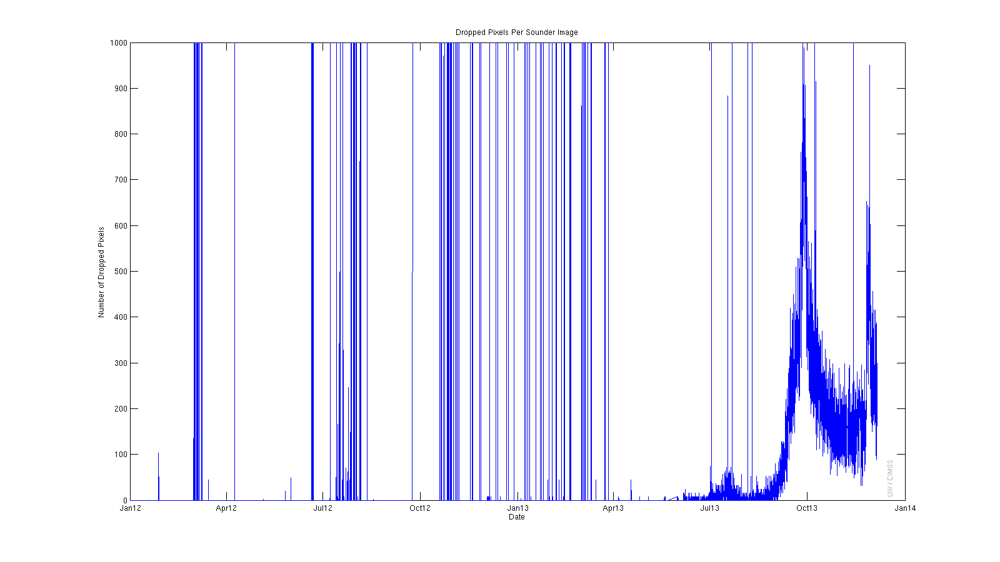 Dropped Pixels Per Sounder Image
1000
900
800
700
600
500
400
300
200
100
0
Number of Dropped Pixels
Jan12 Apr12 Jul12 Oct12 Jan13 Apr13 Jul13 Oct13 Jan14
Date
UW / CIMSS